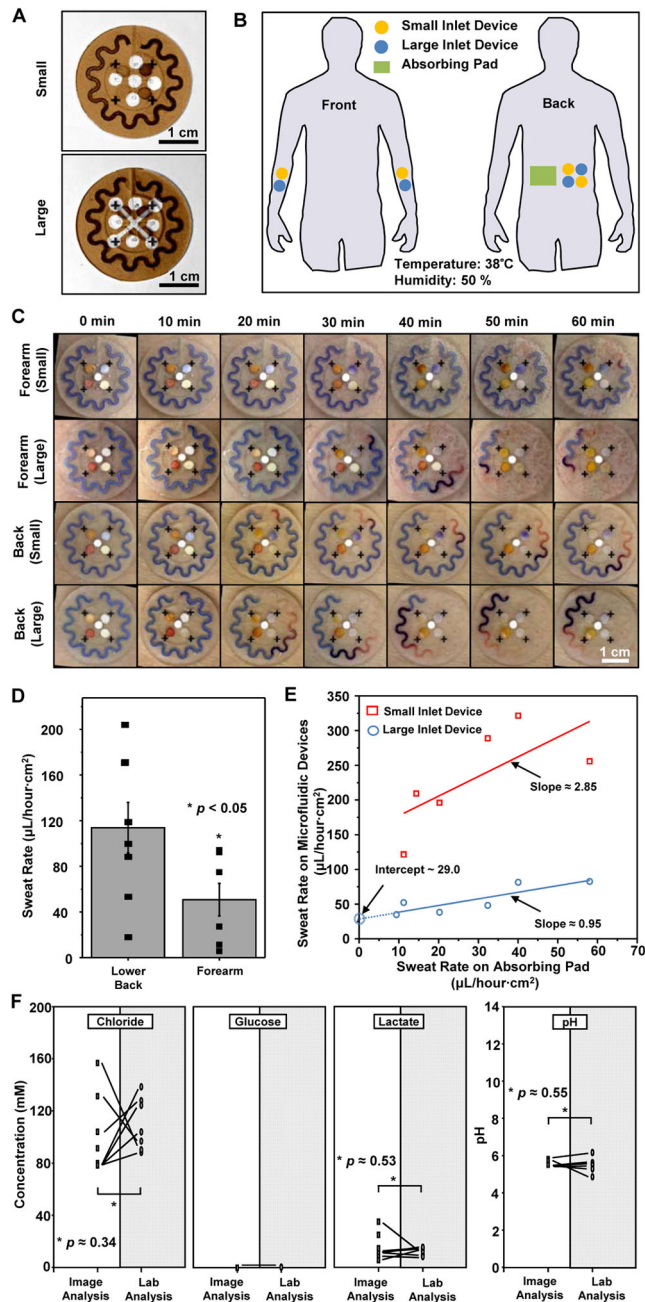 A
Small
1 cm
Large
1 cm
B
Small Inlet Device
Large Inlet Device
Absorbing Pad
Front
Back
Temperature: 38°C
Humidity: 50 %
C
0 min
10 min
20 min
30 min
40 min
50 min
60 min
Forearm
(Small)
Forearm
(Large)
Back
(Small)
Back
(Large)
1 cm
D
Sweat Rate (µL/hour·cm²)
200
160
120
80
40
0
* p < 0.05
*
Lower
Back
Forearm
E
Sweat Rate on Microfluidic Devices
(µL/hour·cm²)
350
300
250
200
150
100
50
0
Small Inlet Device
Large Inlet Device
Slope ≈ 2.85
Intercept ~ 29.0
Slope ≈ 0.95
0 10 20 30 40 50 60 70
Sweat Rate on Absorbing Pad
(µL/hour·cm²)
F
Concentration (mM)
200
160
120
80
40
0
Chloride
*
* p ≈ 0.34
Image
Analysis
Lab
Analysis
Glucose
Image
Analysis
Lab
Analysis
Lactate
* p ≈ 0.53
*
Image
Analysis
Lab
Analysis
pH
14
12
10
8
6
4
2
0
pH
* p ≈ 0.55
*
Image
Analysis
Lab
Analysis